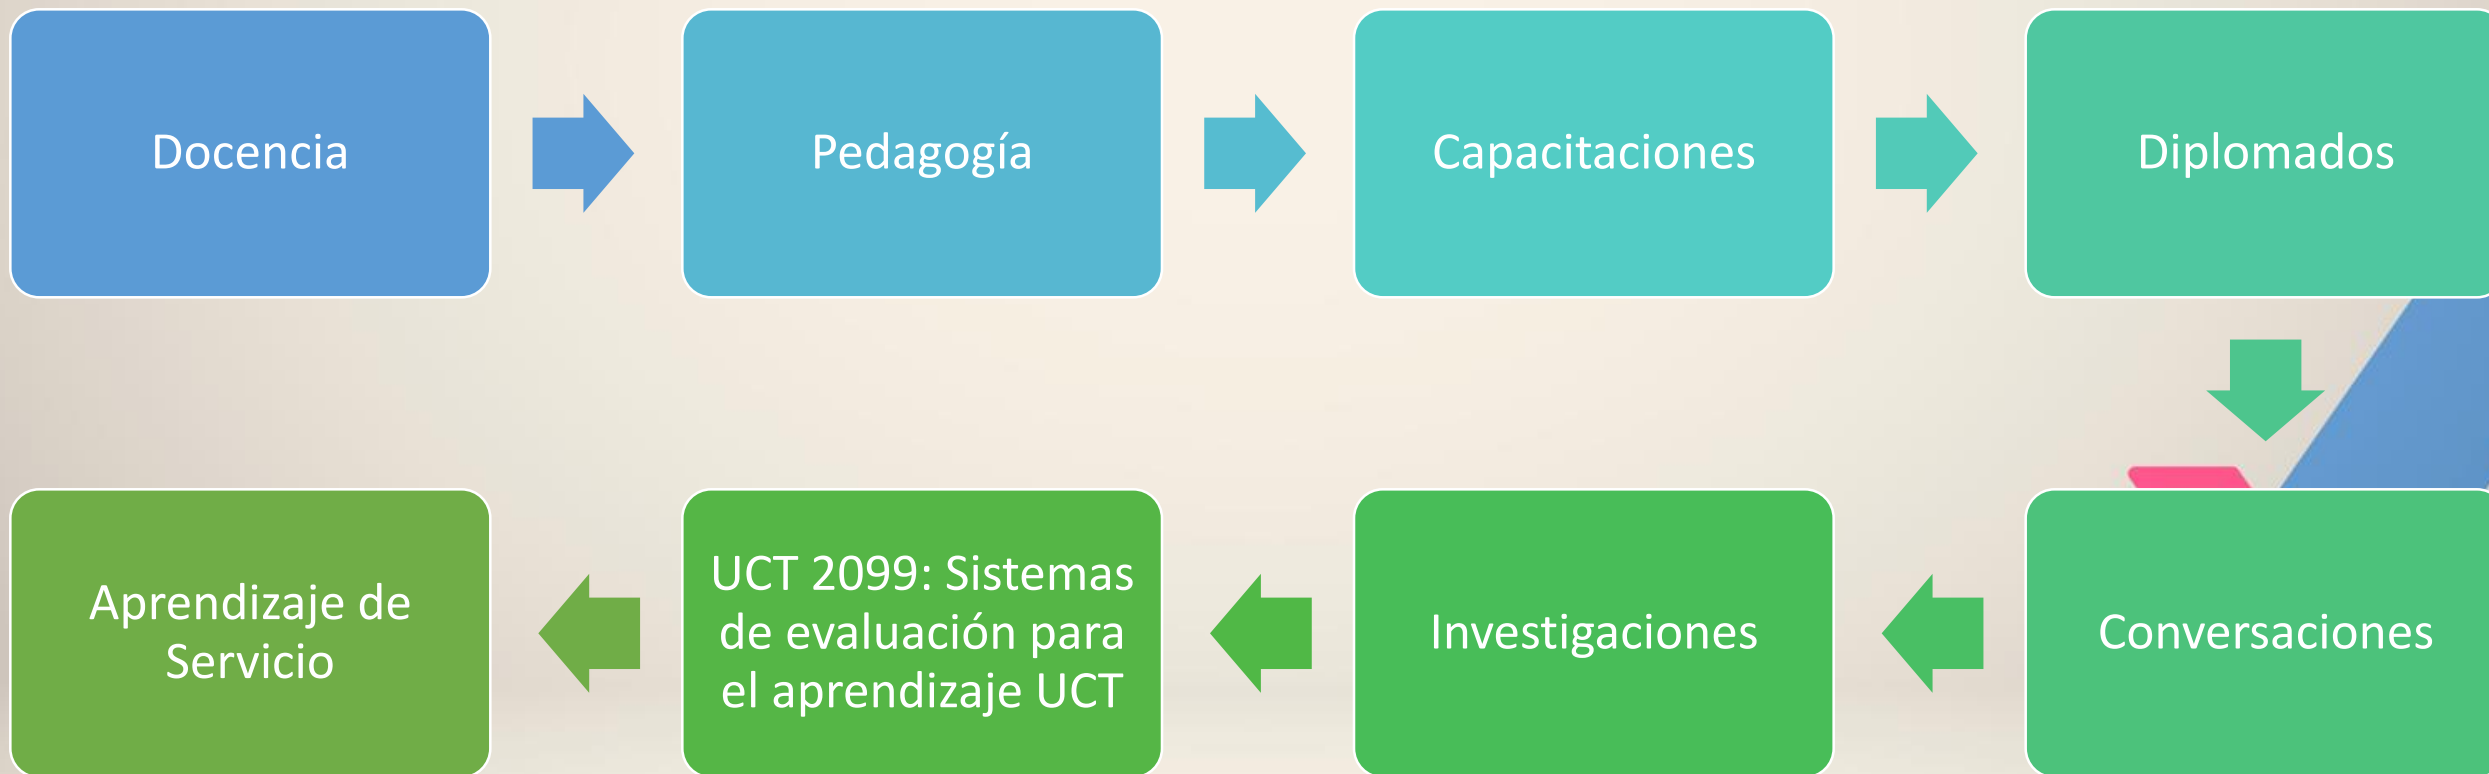 Docencia
Pedagogía
Capacitaciones
Diplomados
Conversaciones
Investigaciones
UCT 2099: Sistemas
de evaluación para
el aprendizaje UCT
Aprendizaje de
Servicio